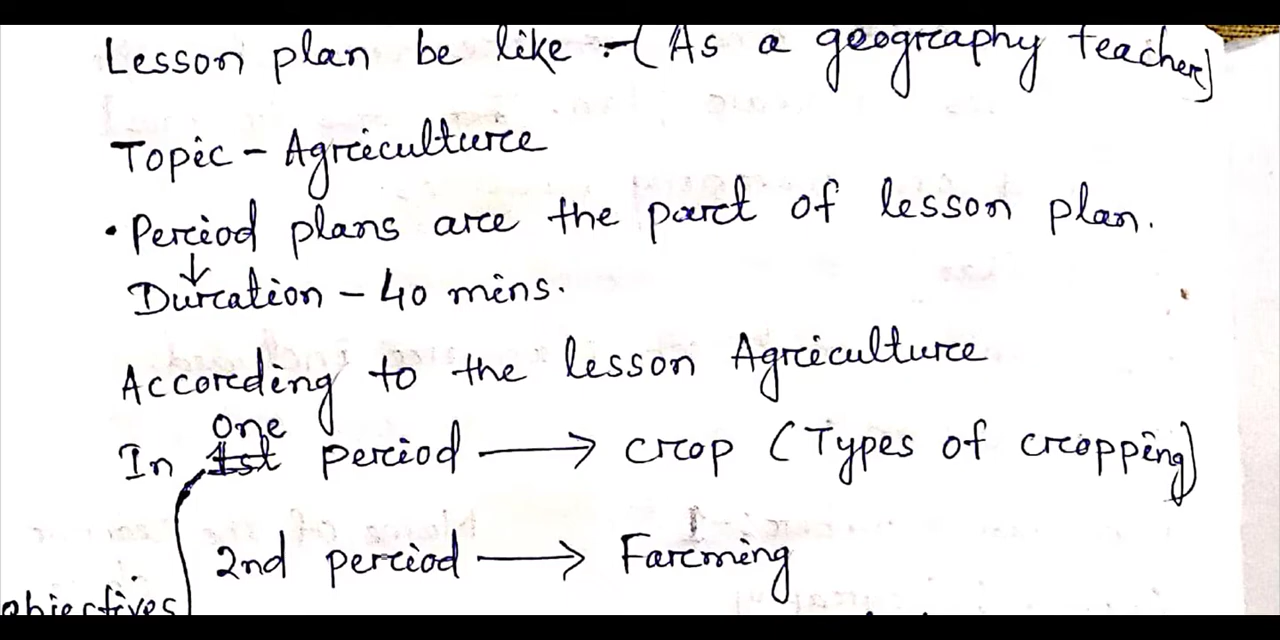 Lesson plan be like :- (As a geography teacher)
Topic - Agriculture
• Period plans are the part of lesson plan.
↓
Duration - 40 mins.
According to the lesson Agriculture
One
In 1st period → crop (Types of cropping)
2nd period → Farming
objectives